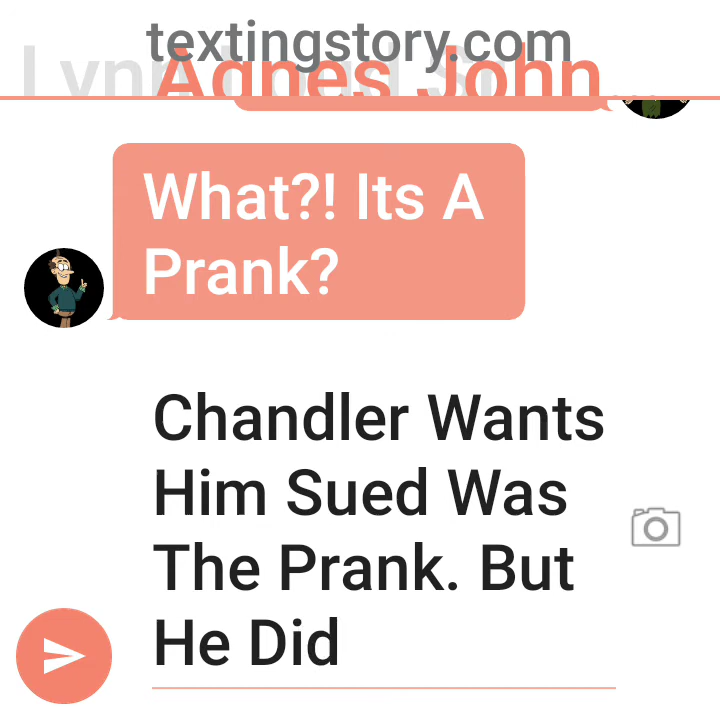 textingstory.com
Agnes John
What?! Its A
Prank?
Chandler Wants
Him Sued Was
The Prank. But
He Did